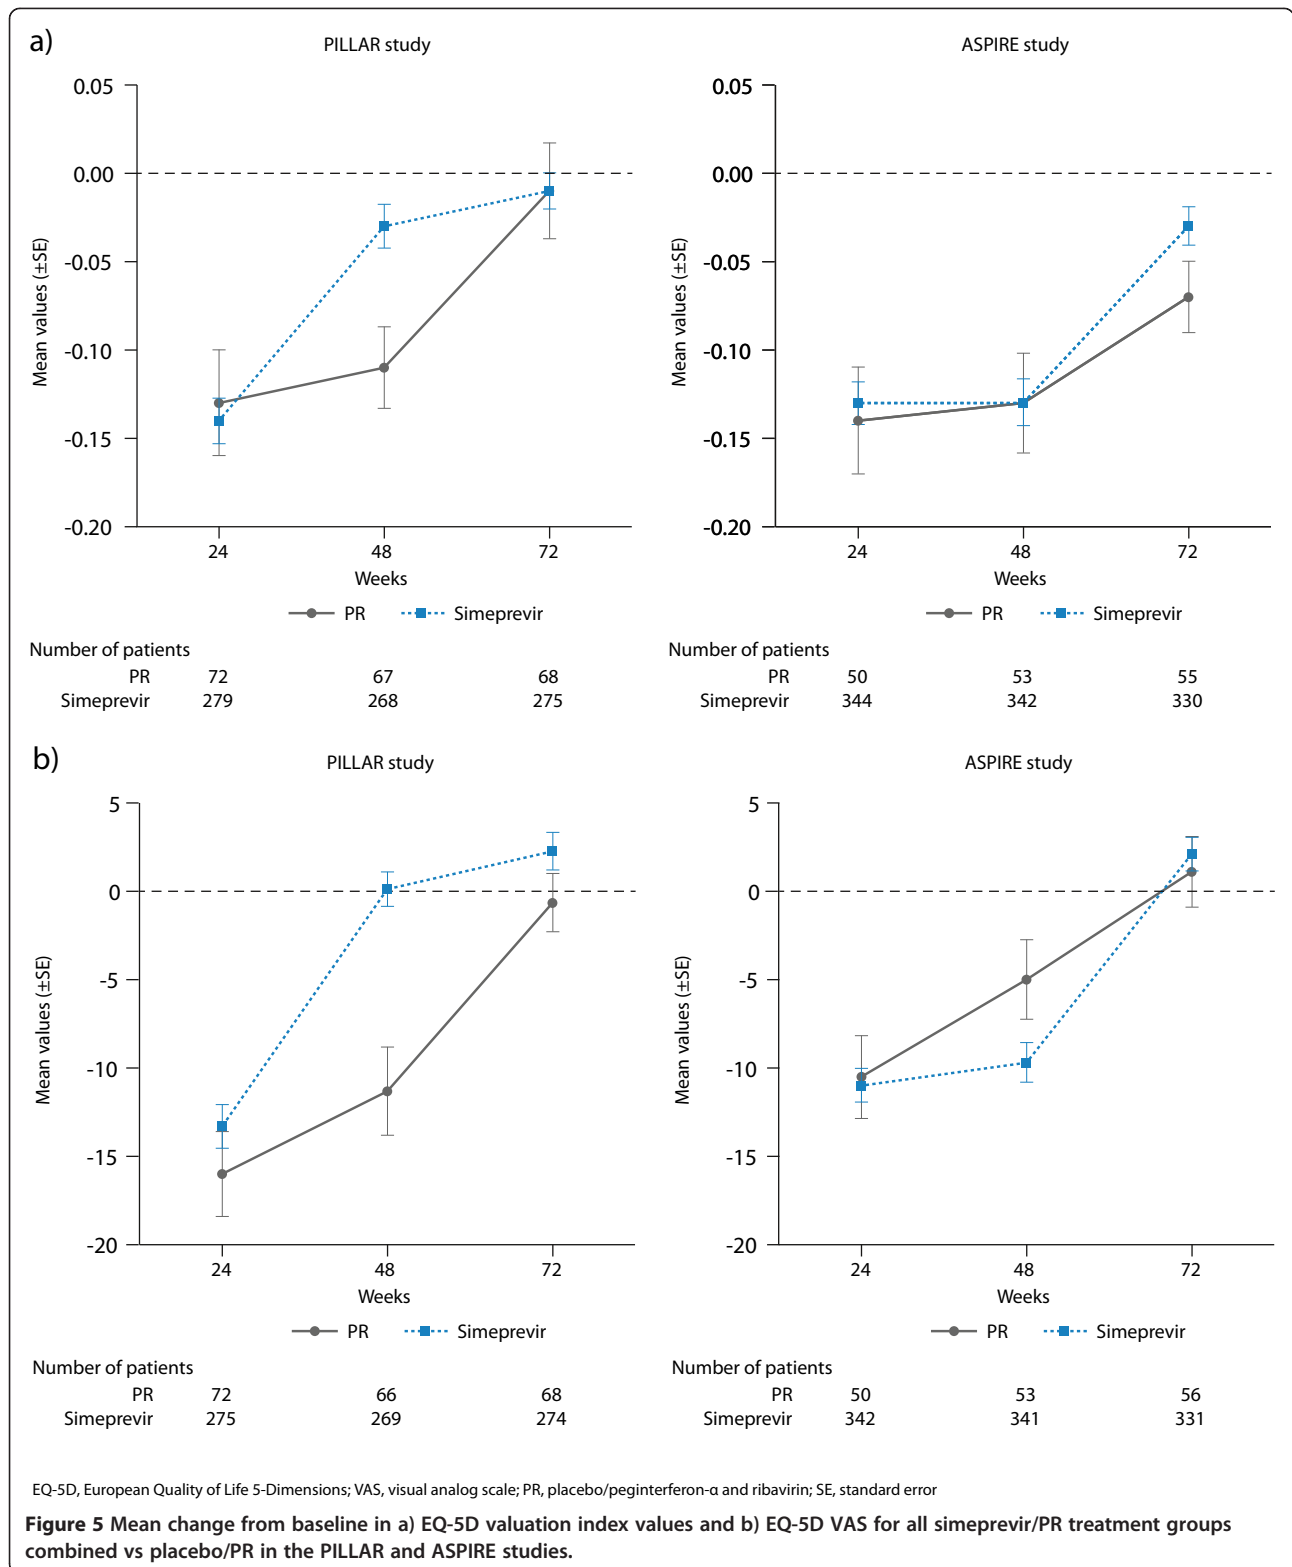 a)
PILLAR study
ASPIRE study
Mean values (±SE)
0.05
0.00
-0.05
-0.10
-0.15
-0.20
24 48 72
Weeks
PR Simeprevir
Mean values (±SE)
0.05
0.00
-0.05
-0.10
-0.15
-0.20
24 48 72
Weeks
PR Simeprevir
Number of patients
PR 72 67 68
Simeprevir 279 268 275
Number of patients
PR 50 53 55
Simeprevir 344 342 330
b)
PILLAR study
ASPIRE study
Mean values (±SE)
5
0
-5
-10
-15
-20
24 48 72
Weeks
PR Simeprevir
Mean values (±SE)
5
0
-5
-10
-15
-20
24 48 72
Weeks
PR Simeprevir
Number of patients
PR 72 66 68
Simeprevir 275 269 274
Number of patients
PR 50 53 56
Simeprevir 342 341 331
EQ-5D, European Quality of Life 5-Dimensions; VAS, visual analog scale; PR, placebo/peginterferon-α and ribavirin; SE, standard error
Figure 5 Mean change from baseline in a) EQ-5D valuation index values and b) EQ-5D VAS for all simeprevir/PR treatment groups
combined vs placebo/PR in the PILLAR and ASPIRE studies.